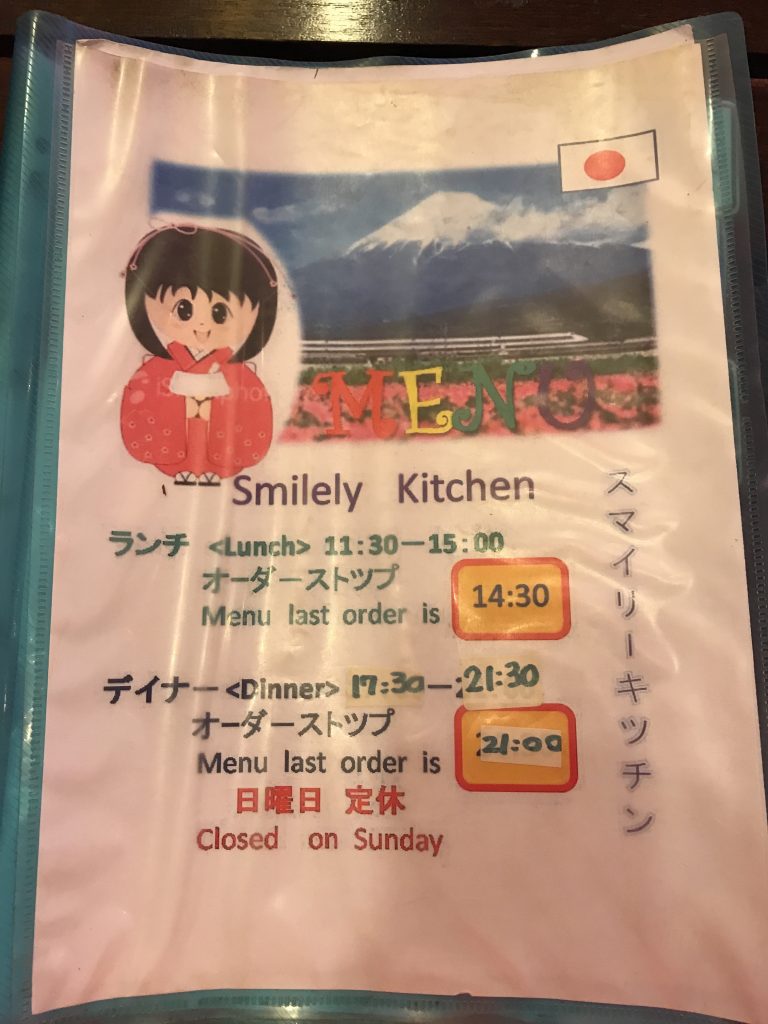 MENU
Smilely Kitchen
スマイリーキツチン
ランチ <Lunch> 11:30ー15:00
オーダーストツプ
Menu last order is 14:30
デイナー <Dinner> 17:30ー21:30
オーダーストツプ
Menu last order is 21:00
日曜日 定休
Closed on Sunday